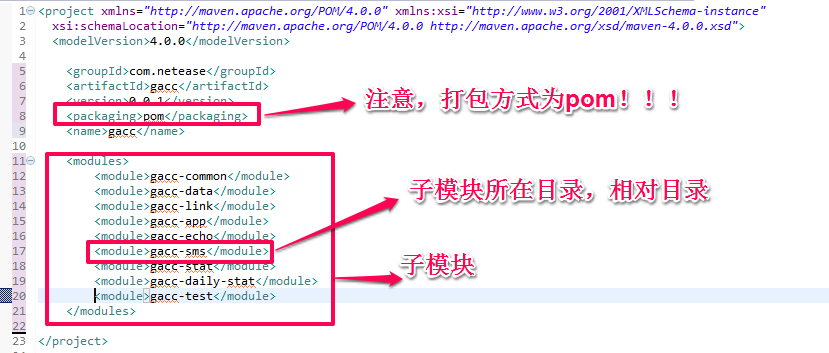 1 <project xmlns="http://maven.apache.org/POM/4.0.0" xmlns:xsi="http://www.w3.org/2001/XMLSchema-instance"
2 xsi:schemaLocation="http://maven.apache.org/POM/4.0.0 http://maven.apache.org/xsd/maven-4.0.0.xsd">
3 <modelVersion>4.0.0</modelVersion>
4
5 <groupId>com.netease</groupId>
6 <artifactId>gacc</artifactId>
7 <version>0.0.1</version>
8 <packaging>pom</packaging>
注意，打包方式为pom！！！
9 <name>gacc</name>
10
11 <modules>
12 <module>gacc-common</module>
13 <module>gacc-data</module>
14 <module>gacc-link</module>
15 <module>gacc-app</module>
16 <module>gacc-echo</module>
17 <module>gacc-sms</module>
子模块所在目录，相对目录
18 <module>gacc-stat</module>
19 <module>gacc-daily-stat</module>
子模块
20 <module>gacc-test</module>
21 </modules>
22
23 </project>